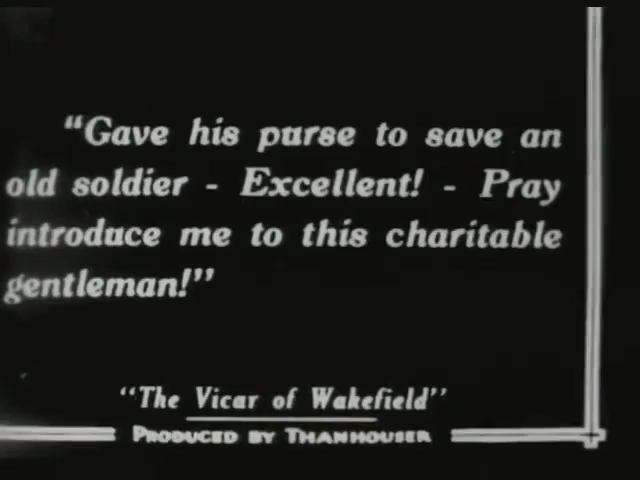 "Gave his purse to save an
old soldier - Excellent! - Pray
introduce me to this charitable
gentleman!"
"The Vicar of Wakefield"
PRODUCED BY THANHOUSER